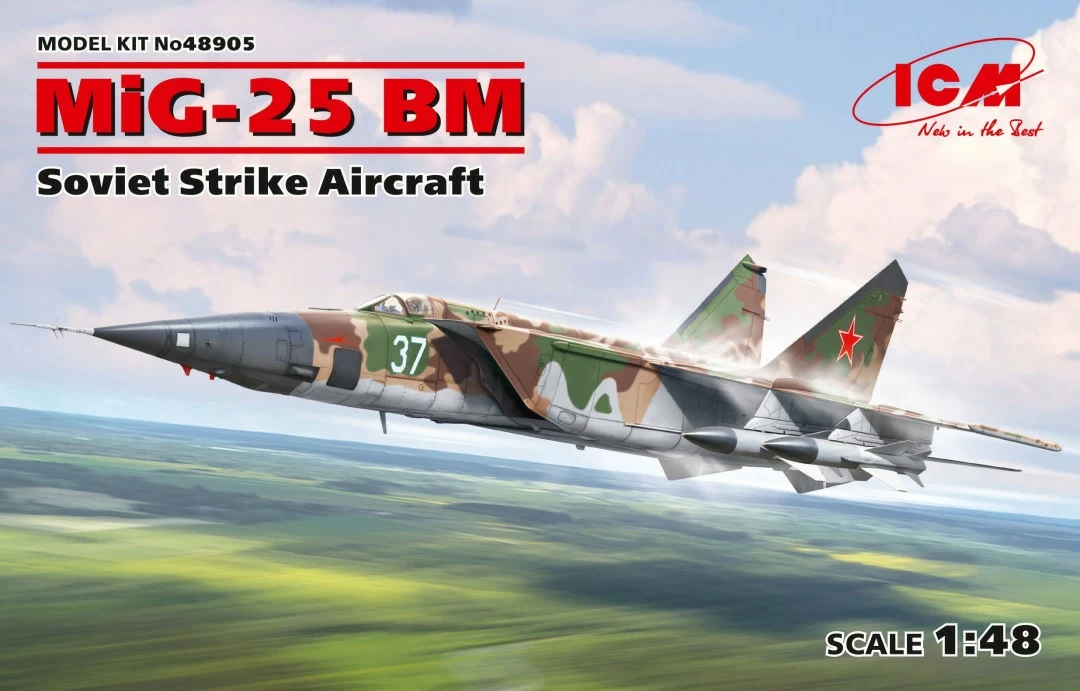 MODEL KIT No48905
MiG-25 BM
Soviet Strike Aircraft
ICM
New in the Best
37
SCALE 1:48